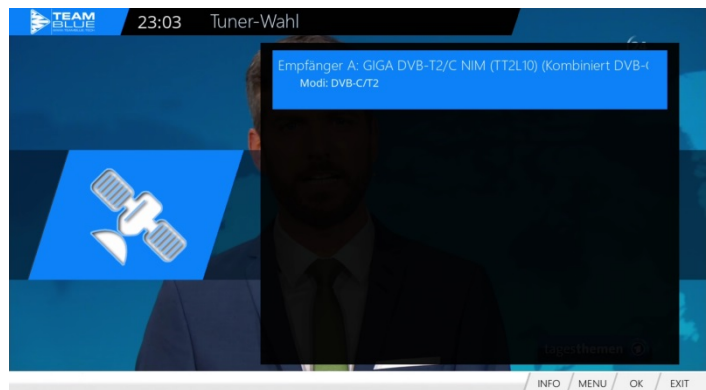 TEAM
BLUE
23:03
Tuner-Wahl
Empfänger A: GIGA DVB-T2/C NIM (TT2L10) (Kombiniert DVB-(
Modi: DVB-C/T2
tagesthemen
INFO / MENU / OK / EXIT